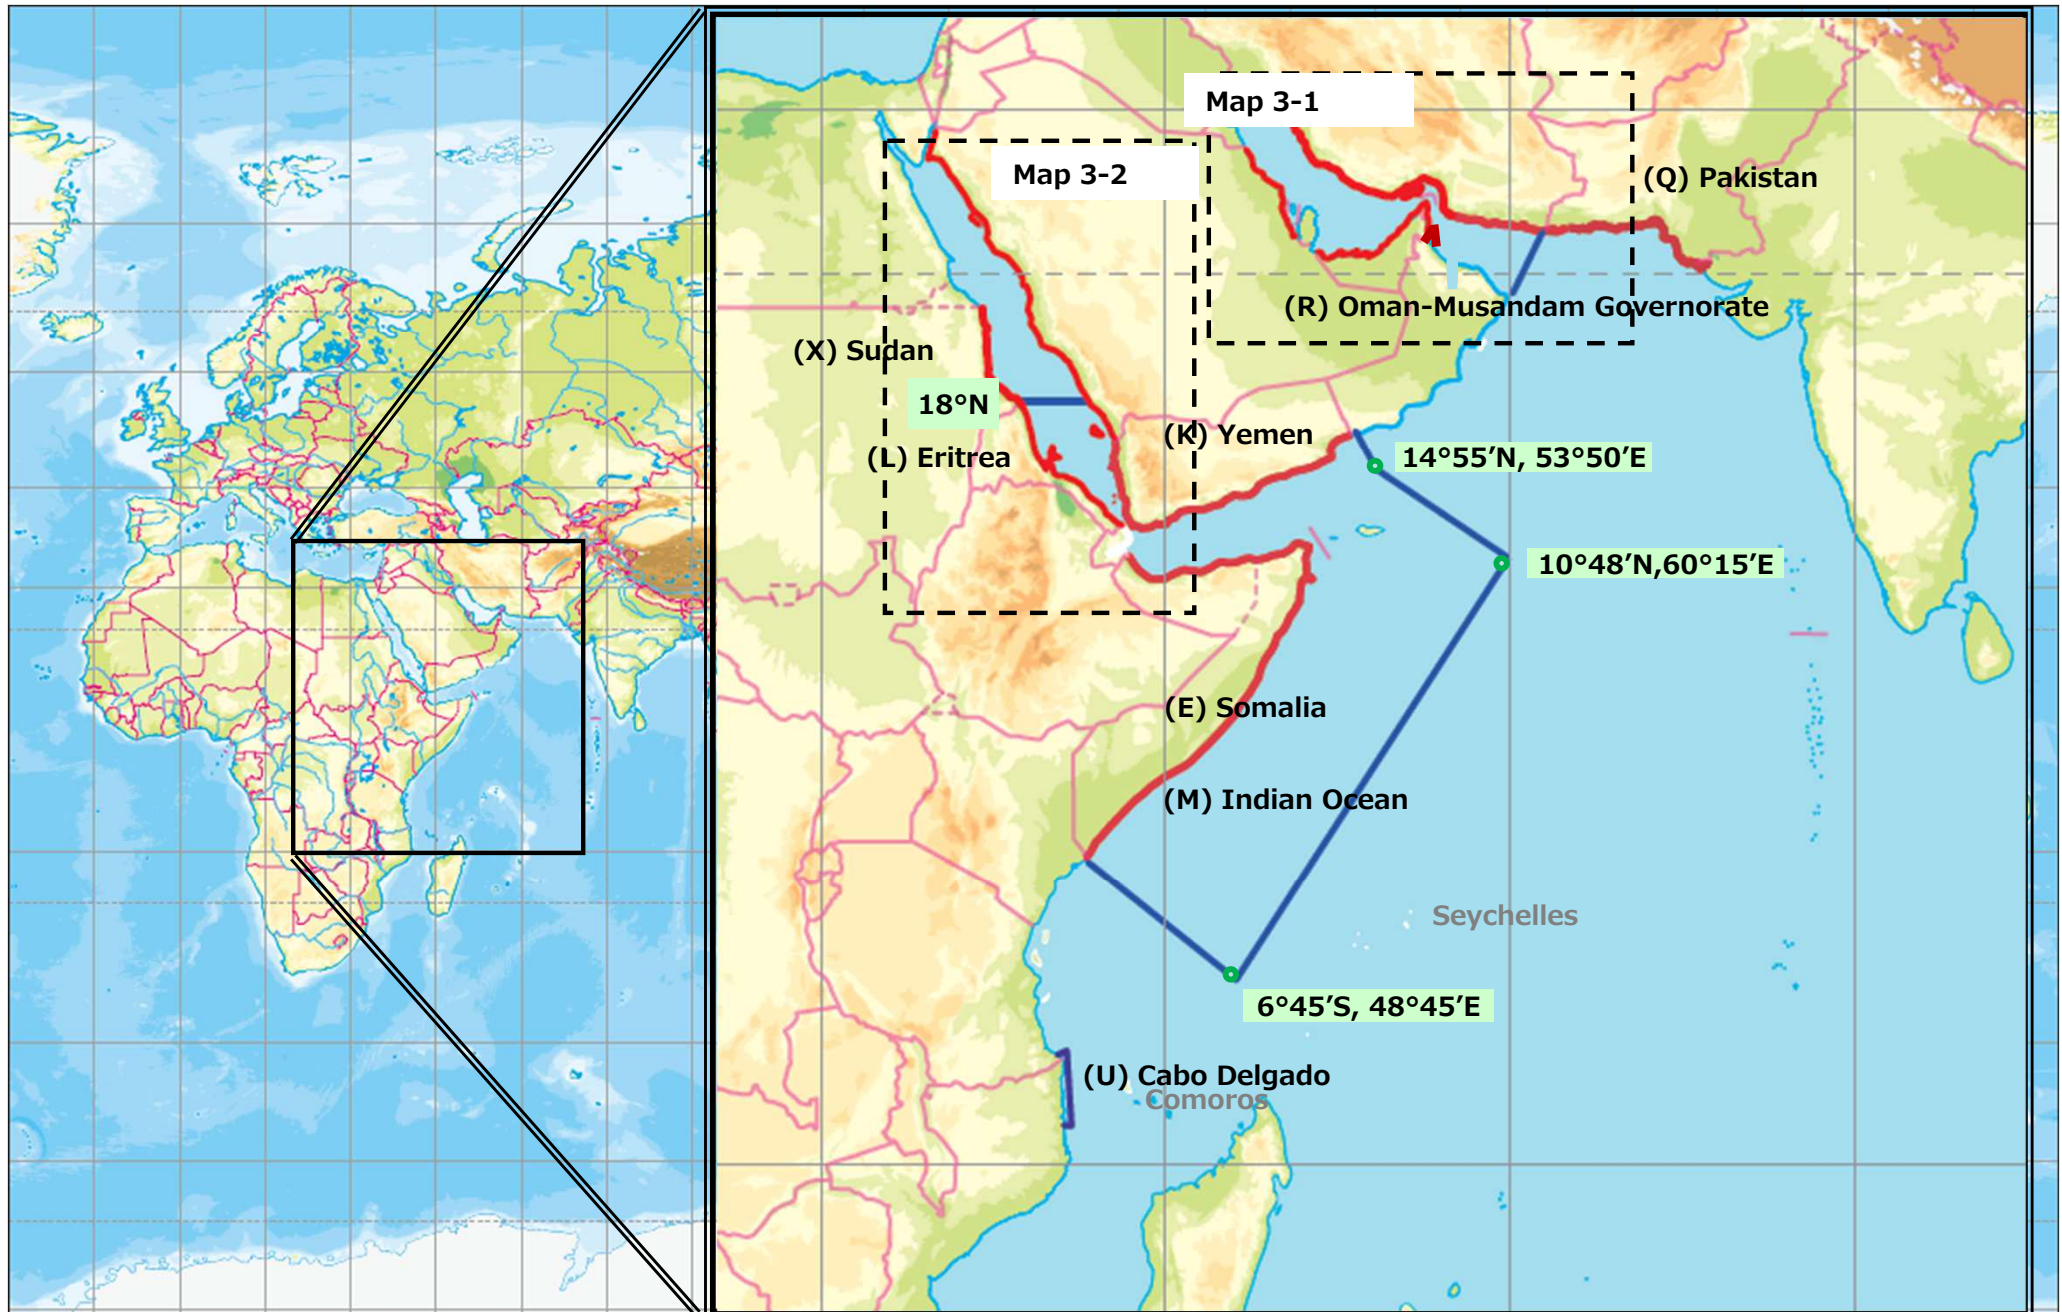 Map 3-1
Map 3-2
(Q) Pakistan
(R) Oman-Musandam Governorate
(X) Sudan
18°N
(K) Yemen
(L) Eritrea
14°55’N, 53°50’E
10°48’N,60°15’E
(E) Somalia
(M) Indian Ocean
Seychelles
6°45’S, 48°45’E
(U) Cabo Delgado
Comoros